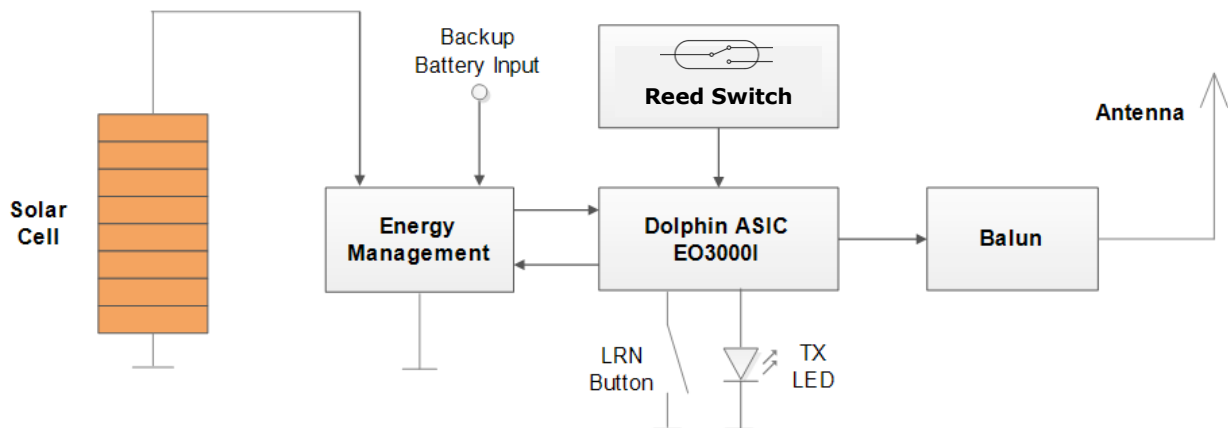 Backup
Battery Input
Reed Switch
Antenna
Solar
Cell
Energy
Management
Dolphin ASIC
EO3000I
Balun
LRN
Button
TX
LED